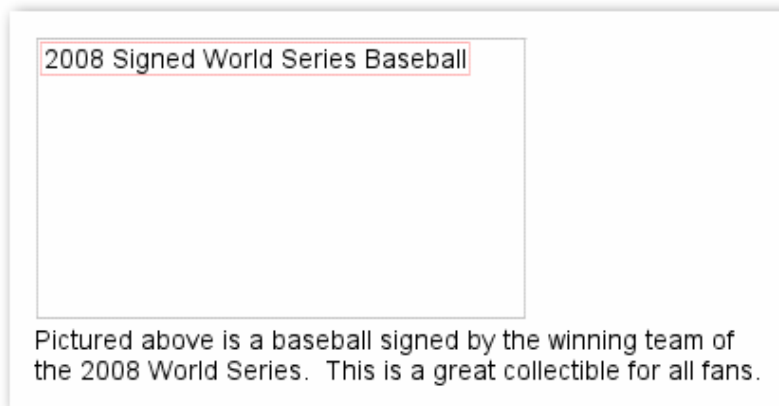 2008 Signed World Series Baseball
Pictured above is a baseball signed by the winning team of
the 2008 World Series.  This is a great collectible for all fans.